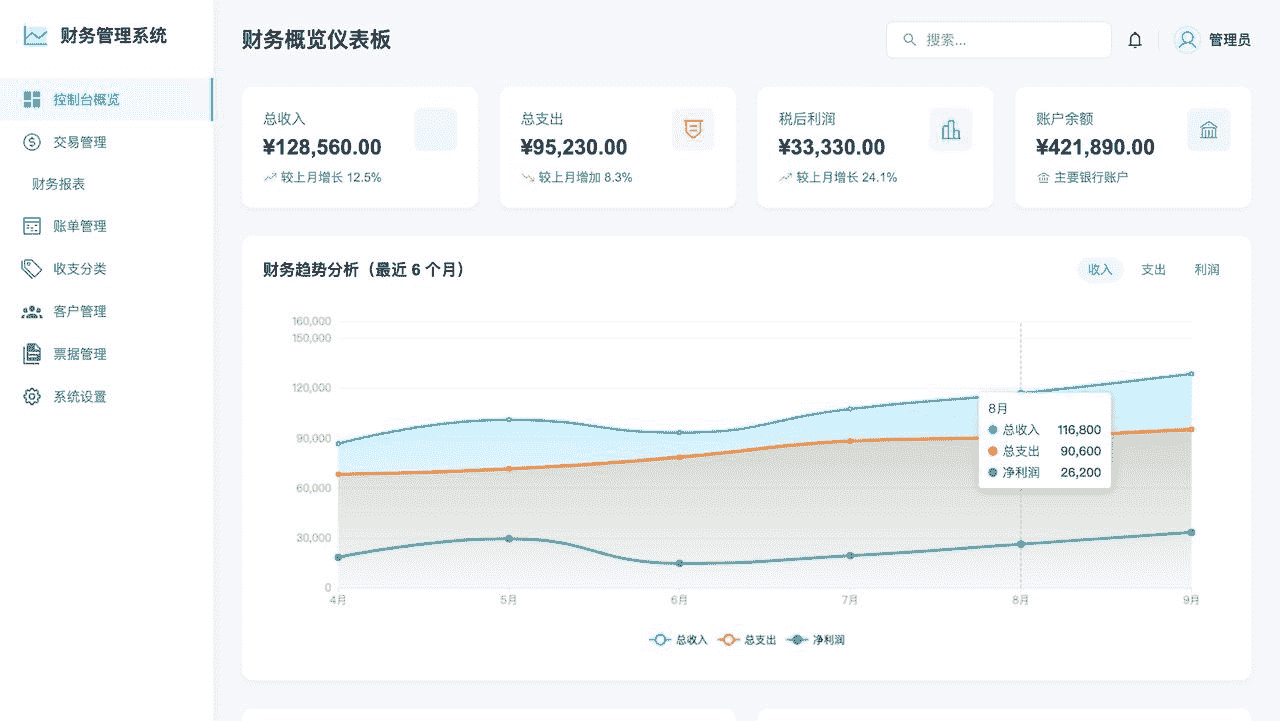 财务管理系统
控制台概览
交易管理
财务报表
账单管理
收支分类
客户管理
票据管理
系统设置
财务概览仪表板
搜索...
管理员
总收入
¥128,560.00
较上月增长 12.5%
总支出
¥95,230.00
较上月增加 8.3%
税后利润
¥33,330.00
较上月增长 24.1%
账户余额
¥421,890.00
主要银行账户
财务趋势分析（最近 6 个月）
收入 支出 利润
160,000
150,000
120,000
90,000
60,000
30,000
0
8月
总收入 116,800
总支出 90,600
净利润 26,200
4月 5月 6月 7月 8月 9月
总收入 总支出 净利润